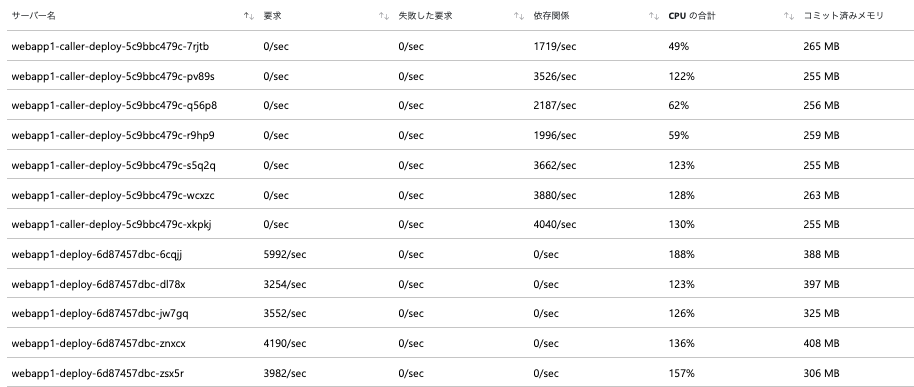 サーバー名 ↑↓ 要求 ↑↓ 失敗した要求 ↑↓ 依存関係 ↑↓ CPU の合計 ↑↓ コミット済みメモリ
webapp1-caller-deploy-5c9bbc479c-7rjtb 0/sec 0/sec 1719/sec 49% 265 MB
webapp1-caller-deploy-5c9bbc479c-pv89s 0/sec 0/sec 3526/sec 122% 255 MB
webapp1-caller-deploy-5c9bbc479c-q56p8 0/sec 0/sec 2187/sec 62% 256 MB
webapp1-caller-deploy-5c9bbc479c-r9hp9 0/sec 0/sec 1996/sec 59% 259 MB
webapp1-caller-deploy-5c9bbc479c-s5q2q 0/sec 0/sec 3662/sec 123% 255 MB
webapp1-caller-deploy-5c9bbc479c-wcxzc 0/sec 0/sec 3880/sec 128% 263 MB
webapp1-caller-deploy-5c9bbc479c-xkpkj 0/sec 0/sec 4040/sec 130% 255 MB
webapp1-deploy-6d87457dbc-6cqjj 5992/sec 0/sec 0/sec 188% 388 MB
webapp1-deploy-6d87457dbc-dl78x 3254/sec 0/sec 0/sec 123% 397 MB
webapp1-deploy-6d87457dbc-jw7gq 3552/sec 0/sec 0/sec 126% 325 MB
webapp1-deploy-6d87457dbc-znxcx 4190/sec 0/sec 0/sec 136% 408 MB
webapp1-deploy-6d87457dbc-zsx5r 3982/sec 0/sec 0/sec 157% 306 MB